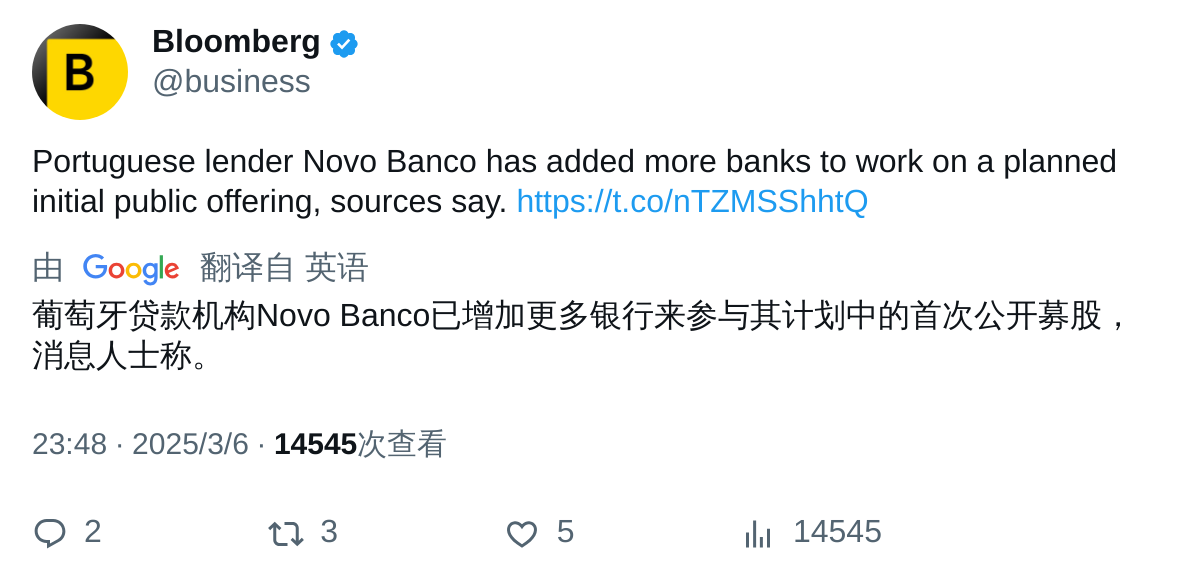 B
Bloomberg
@business
Portuguese lender Novo Banco has added more banks to work on a planned
initial public offering, sources say. https://t.co/nTZMSShhtQ
由 Google 翻译自 英语
葡萄牙贷款机构Novo Banco已增加更多银行来参与其计划中的首次公开募股，
消息人士称。
23:48 · 2025/3/6 · 14545次查看
2 3 5 14545